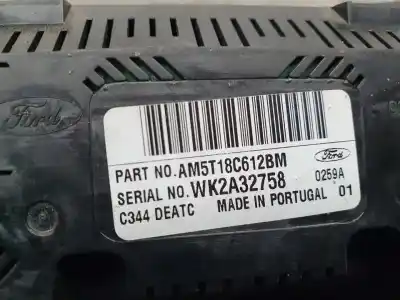 Ford
PART NO. AM5T18C612BM
Ford
SERIAL NO. WK2A32758
0259A
C344 DEATC MADE IN PORTUGAL 01